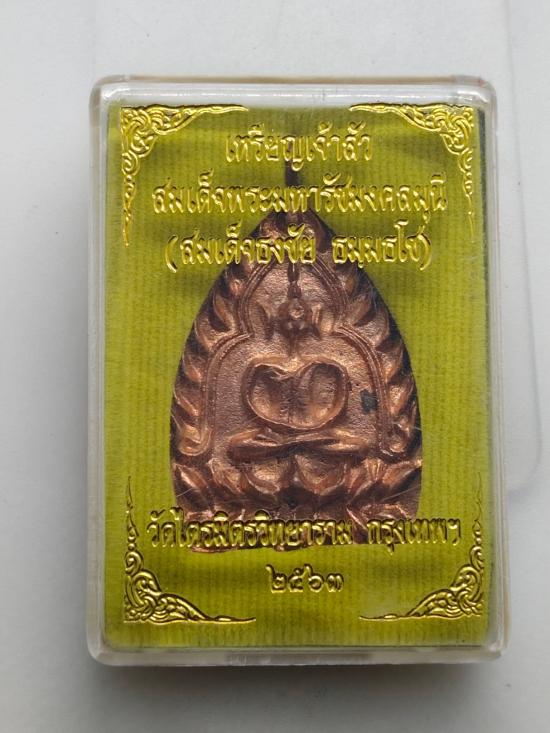 เหรียญเจ้าสัว
สมเด็จพระมหารัชมงคลมุนี
(สมเด็จธงชัย ธมฺมธโช)
วัดไตรมิตรวิทยาราม กรุงเทพฯ
๒๕๖๓